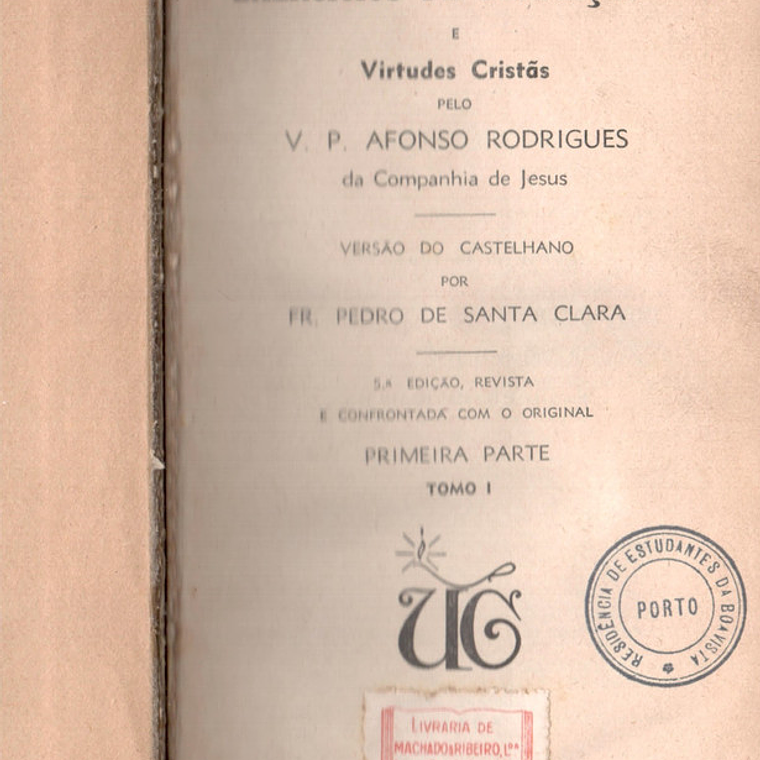 E
Virtudes Cristãs
PELO
V. P. AFONSO RODRIGUES
da Companhia de Jesus
VERSÃO DO CASTELHANO
POR
FR. PEDRO DE SANTA CLARA
5.ª EDIÇÃO, REVISTA
E CONFRONTADA COM O ORIGINAL
PRIMEIRA PARTE
TOMO I
UG
RESIDÊNCIA DE ESTUDANTES DA BOAVISTA
PORTO
LIVRARIA DE
MACHADO & RIBEIRO, L.DA